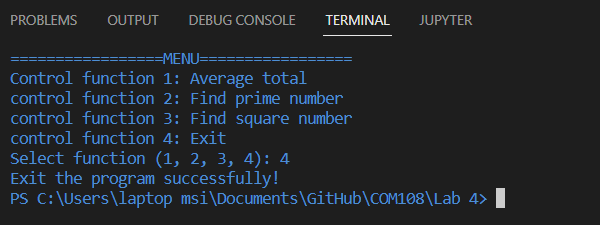 PROBLEMS OUTPUT DEBUG CONSOLE TERMINAL JUPYTER
=================MENU=================
Control function 1: Average total
control function 2: Find prime number
control function 3: Find square number
control function 4: Exit
Select function (1, 2, 3, 4): 4
Exit the program successfully!
PS C:\Users\laptop msi\Documents\GitHub\COM108\Lab 4>